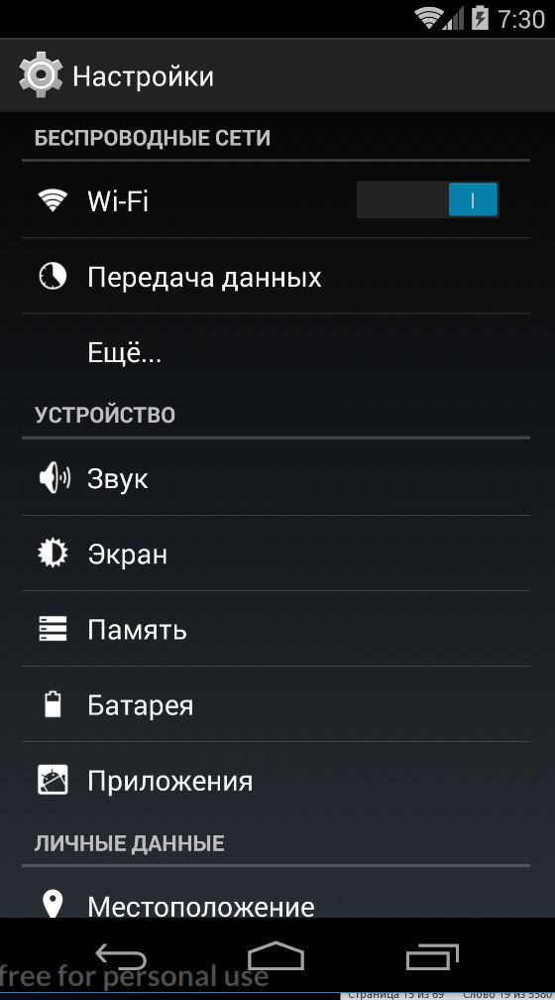 7:30
Настройки
БЕСПРОВОДНЫЕ СЕТИ
Wi-Fi
Передача данных
Ещё...
УСТРОЙСТВО
Звук
Экран
Память
Батарея
Приложения
ЛИЧНЫЕ ДАННЫЕ
Местоположение
free for personal use
Страница 15 из 69 Слово 19 из